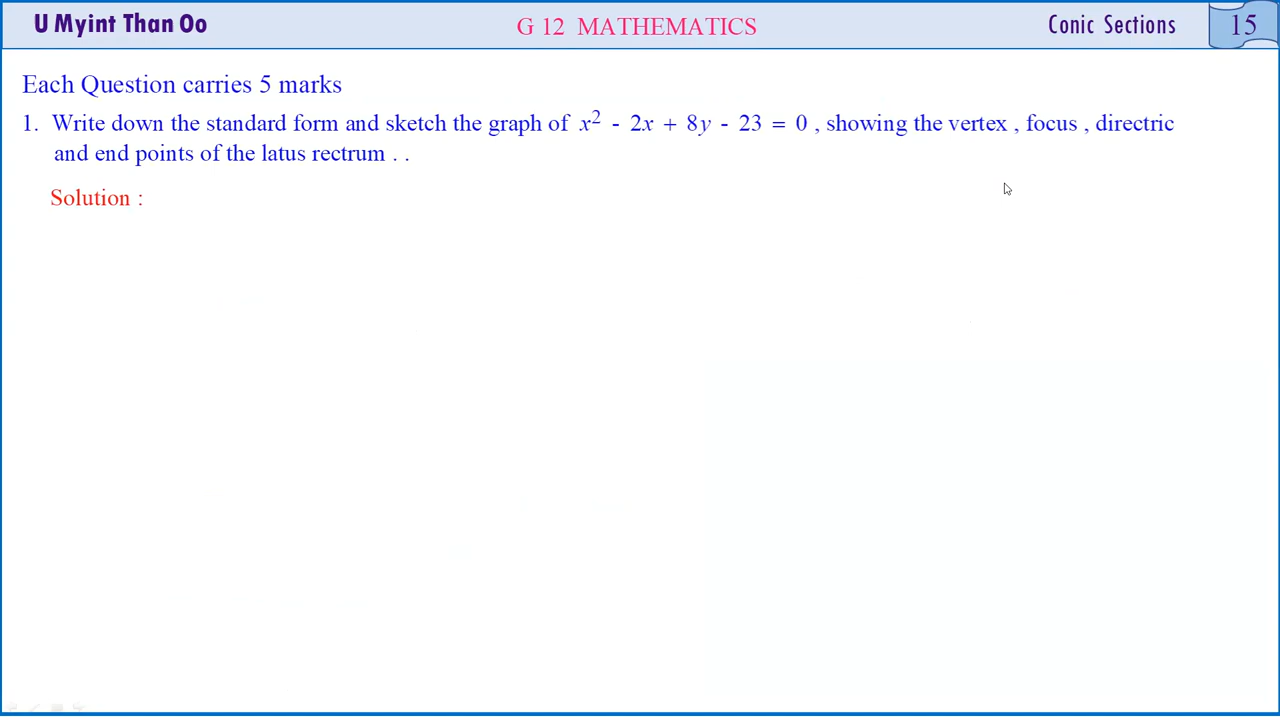 U Myint Than Oo
G 12 MATHEMATICS
Conic Sections
15
Each Question carries 5 marks
1. Write down the standard form and sketch the graph of x² - 2x + 8y - 23 = 0 , showing the vertex , focus , directric
and end points of the latus rectrum . .
Solution :